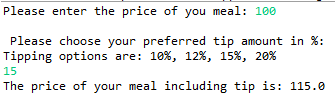 Please enter the price of you meal: 100
Please choose your preferred tip amount in %:
Tipping options are: 10%, 12%, 15%, 20%
15
The price of your meal including tip is: 115.0